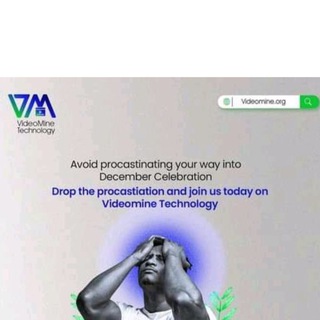 VM
VideoMine
Technology
Videomine.org
Avoid procastinating your way into
December Celebration
Drop the procastiation and join us today on
Videomine Technology